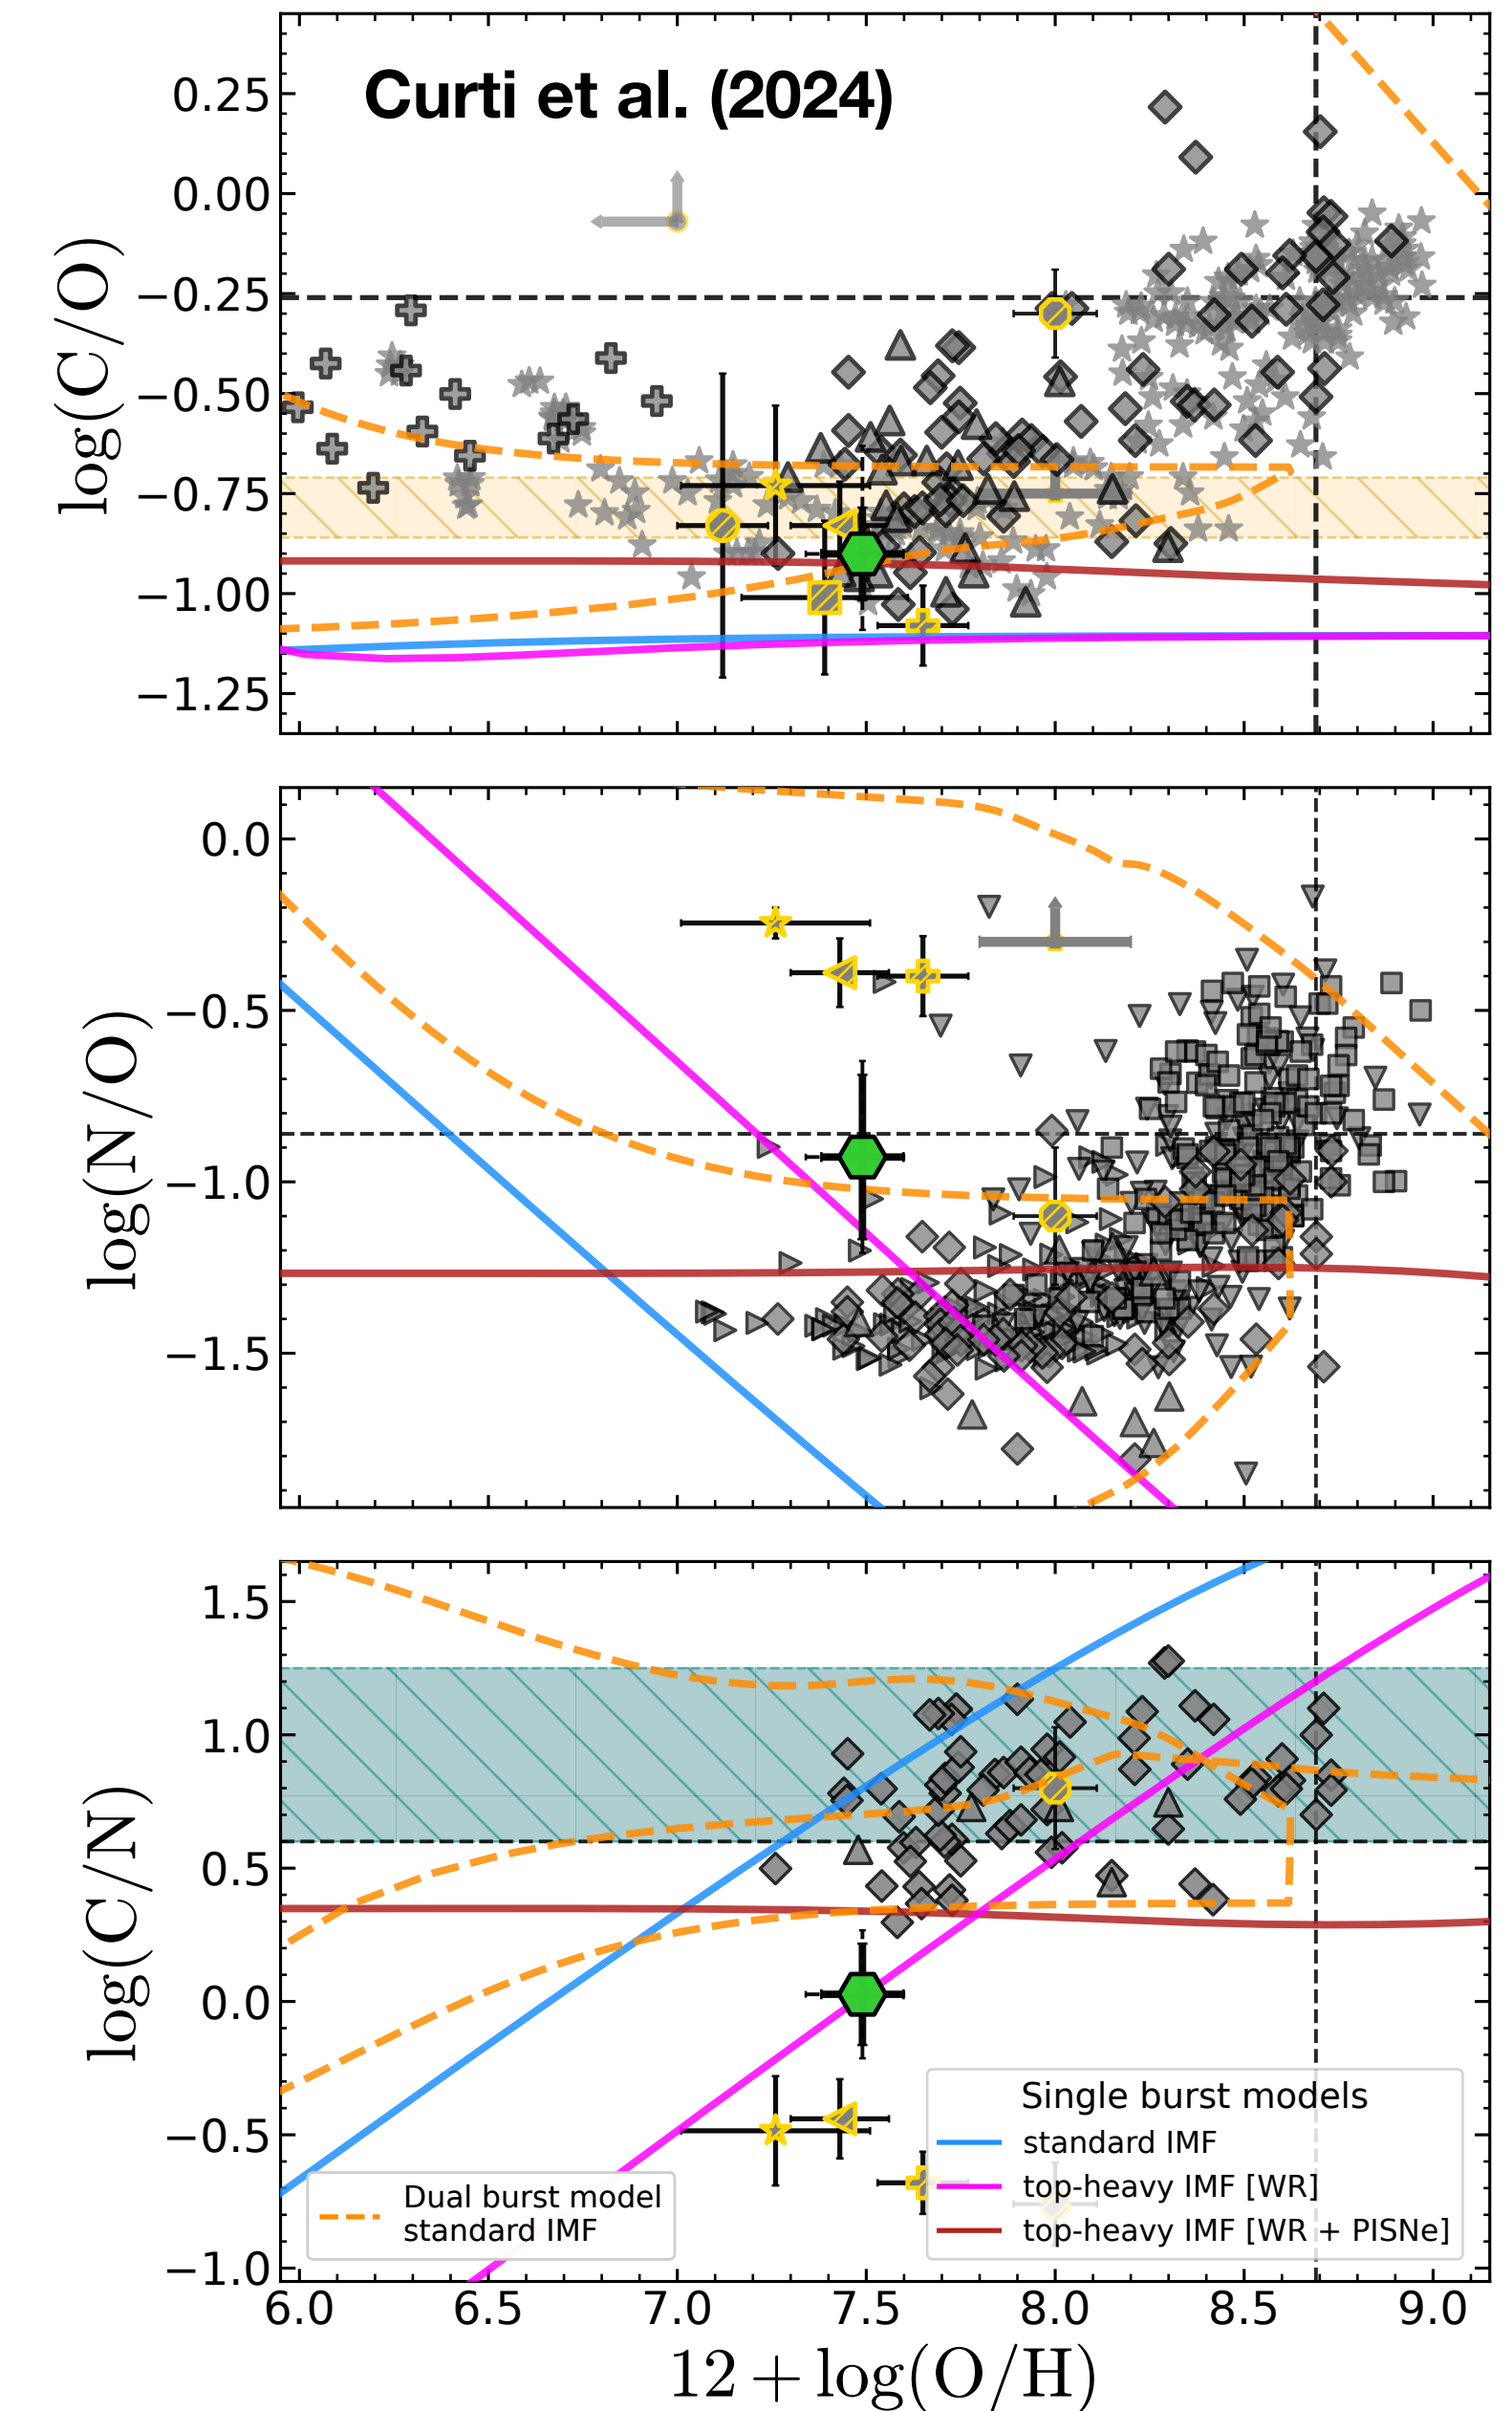 Curti et al. (2024)
0.25
0.00
−0.25
−0.50
−0.75
−1.00
−1.25
log(C/O)
0.0
−0.5
−1.0
−1.5
log(N/O)
1.5
1.0
0.5
0.0
−0.5
−1.0
log(C/N)
Dual burst model
standard IMF
Single burst models
standard IMF
top-heavy IMF [WR]
top-heavy IMF [WR + PISNe]
6.0 6.5 7.0 7.5 8.0 8.5 9.0
12 + log(O/H)